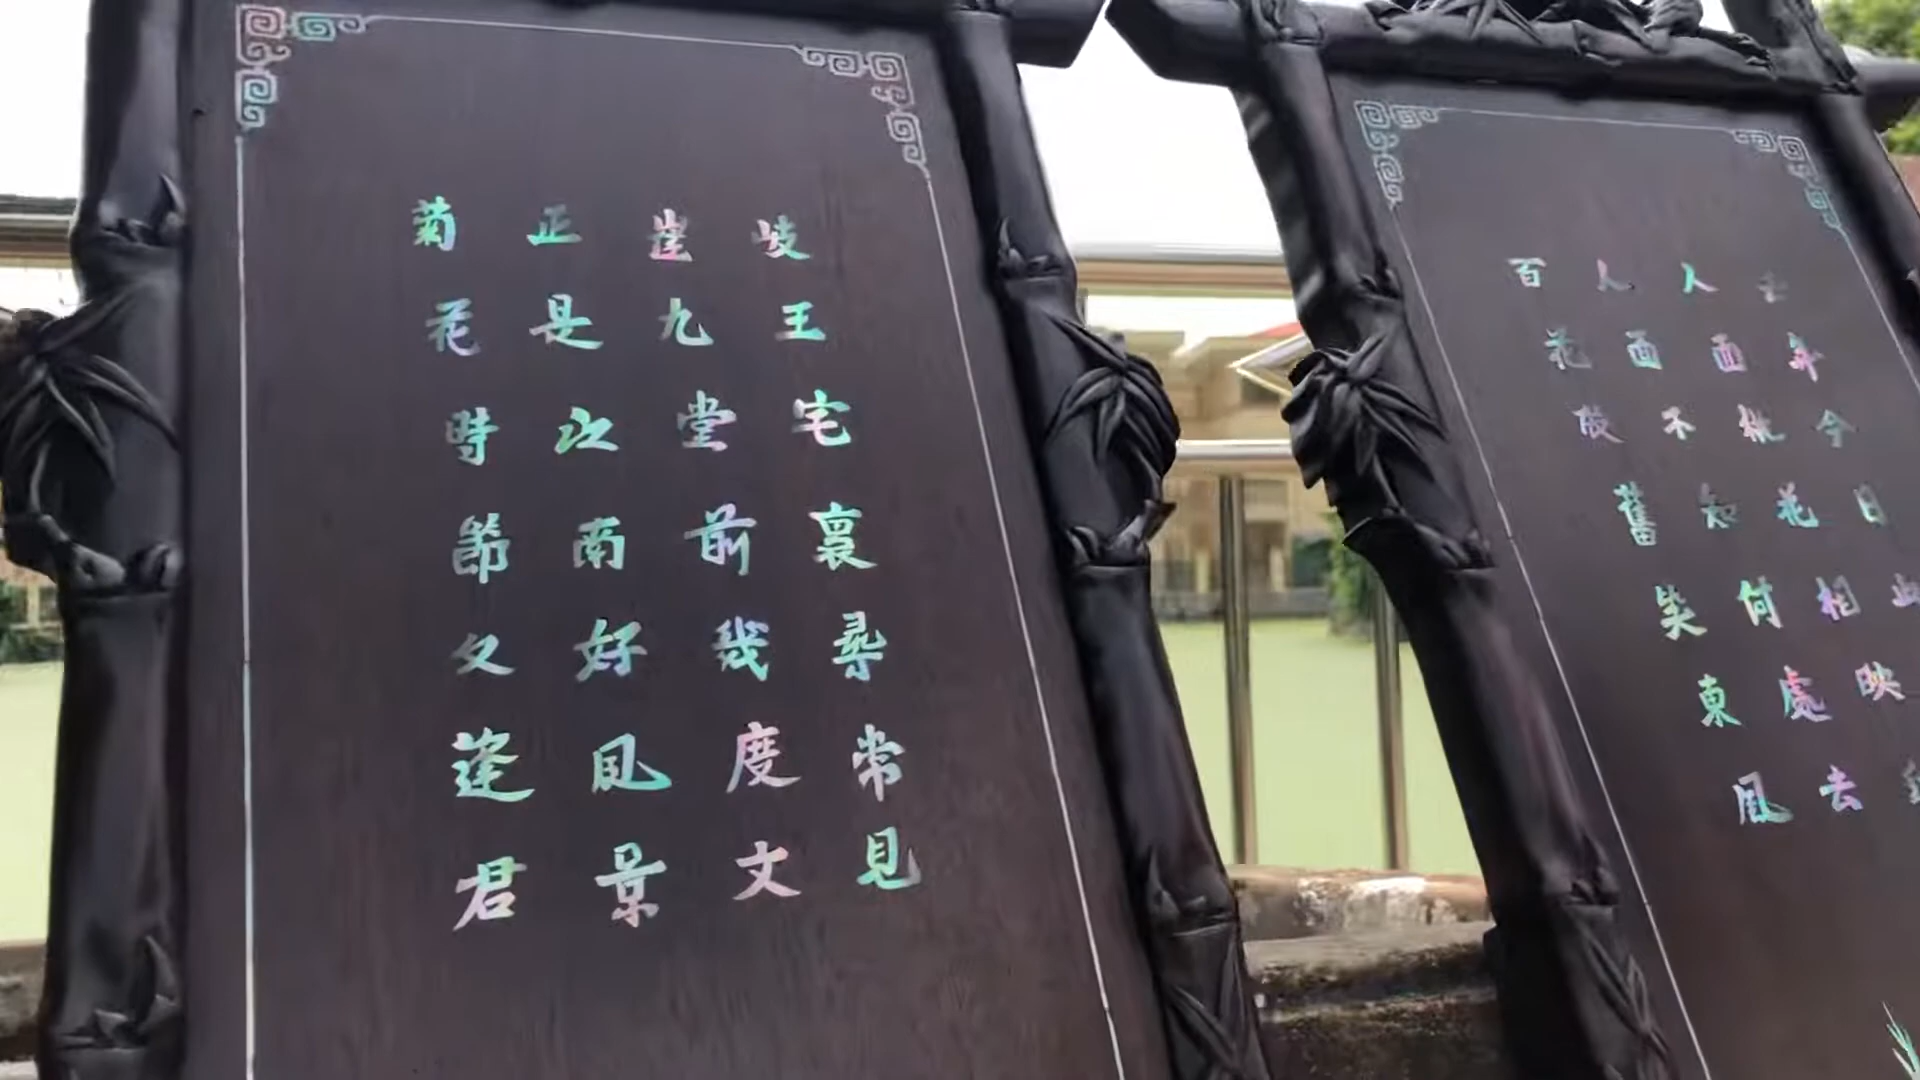 岐王宅裏尋常見
崖九堂前幾度文
正是江南好風景
菊花時節又逢君
年今日此
人面桃花相映
人面不知何處去
百花舊笑東風